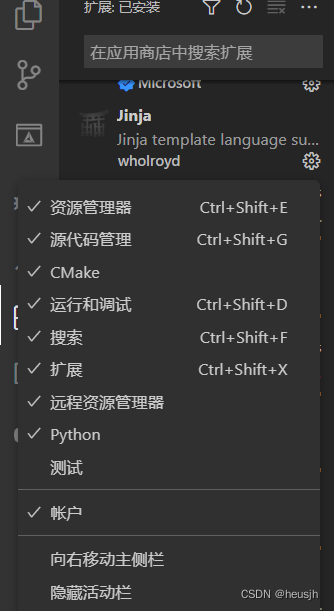 扩展: 已安装
在应用商店中搜索扩展
Microsoft
Jinja
Jinja template language su...
wholroyd
资源管理器 Ctrl+Shift+E
源代码管理 Ctrl+Shift+G
CMake
运行和调试 Ctrl+Shift+D
搜索 Ctrl+Shift+F
扩展 Ctrl+Shift+X
远程资源管理器
Python
测试
帐户
向右移动主侧栏
隐藏活动栏
CSDN @heusjh